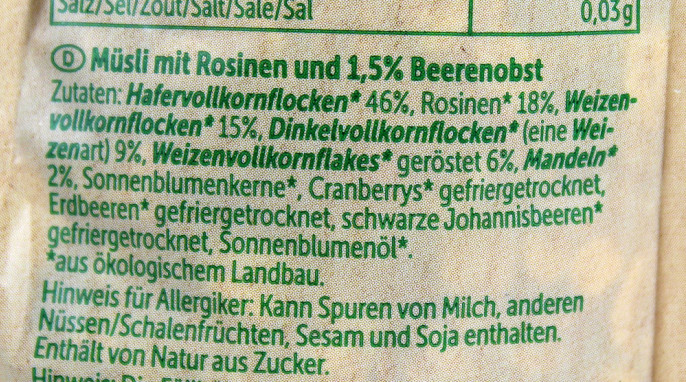 Salz/Sel/Zout/Salt/Sale/Sal
0,03g
D Müsli mit Rosinen und 1,5% Beerenobst
Zutaten: Hafervollkornflocken* 46%, Rosinen* 18%, Weizen-
vollkornflocken* 15%, Dinkelvollkornflocken* (eine Wei-
zenart) 9%, Weizenvollkornflakes* geröstet 6%, Mandeln*
2%, Sonnenblumenkerne*, Cranberrys* gefriergetrocknet,
Erdbeeren* gefriergetrocknet, schwarze Johannisbeeren*
gefriergetrocknet, Sonnenblumenöl*.
*aus ökologischem Landbau.
Hinweis für Allergiker: Kann Spuren von Milch, anderen
Nüssen/Schalenfrüchten, Sesam und Soja enthalten.
Enthält von Natur aus Zucker.
Hinweis: Die